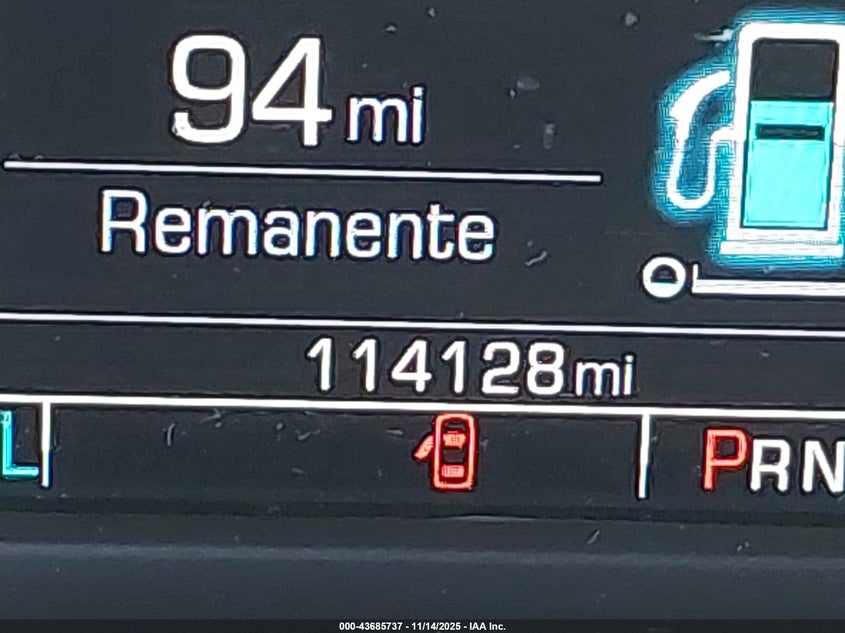 94 mi
Remanente
114128 mi
L
PRN
000-43685737 - 11/14/2025 - IAA Inc.